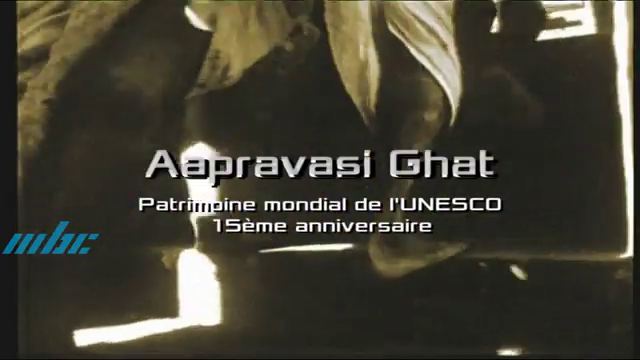 Aapravasi Ghat
Patrimoine mondial de l'UNESCO
15ème anniversaire
mbc